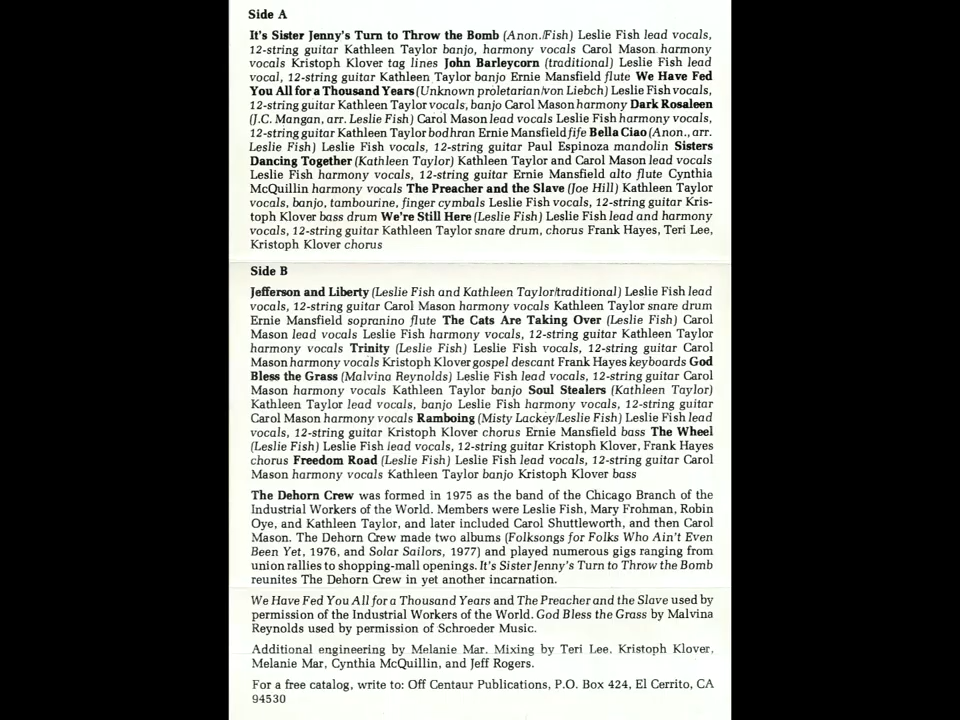 Side A
It's Sister Jenny's Turn to Throw the Bomb (Anon./Fish) Leslie Fish lead vocals,
12-string guitar Kathleen Taylor banjo, harmony vocals Carol Mason harmony
vocals Kristoph Klover tag lines John Barleycorn (traditional) Leslie Fish lead
vocal, 12-string guitar Kathleen Taylor banjo Ernie Mansfield flute We Have Fed
You All for a Thousand Years (Unknown proletarian/von Liebch) Leslie Fish vocals,
12-string guitar Kathleen Taylor vocals, banjo Carol Mason harmony Dark Rosaleen
(J.C. Mangan, arr. Leslie Fish) Carol Mason lead vocals Leslie Fish harmony vocals,
12-string guitar Kathleen Taylor bodhran Ernie Mansfield fife Bella Ciao (Anon., arr.
Leslie Fish) Leslie Fish vocals, 12-string guitar Paul Espinoza mandolin Sisters
Dancing Together (Kathleen Taylor) Kathleen Taylor and Carol Mason lead vocals
Leslie Fish harmony vocals, 12-string guitar Ernie Mansfield alto flute Cynthia
McQuillin harmony vocals The Preacher and the Slave (Joe Hill) Kathleen Taylor
vocals, banjo, tambourine, finger cymbals Leslie Fish vocals, 12-string guitar Kris-
toph Klover bass drum We're Still Here (Leslie Fish) Leslie Fish lead and harmony
vocals, 12-string guitar Kathleen Taylor snare drum, chorus Frank Hayes, Teri Lee,
Kristoph Klover chorus
Side B
Jefferson and Liberty (Leslie Fish and Kathleen Taylor/traditional) Leslie Fish lead
vocals, 12-string guitar Carol Mason harmony vocals Kathleen Taylor snare drum
Ernie Mansfield sopranino flute The Cats Are Taking Over (Leslie Fish) Carol
Mason lead vocals Leslie Fish harmony vocals, 12-string guitar Kathleen Taylor
harmony vocals Trinity (Leslie Fish) Leslie Fish vocals, 12-string guitar Carol
Mason harmony vocals Kristoph Klover gospel descant Frank Hayes keyboards God
Bless the Grass (Malvina Reynolds) Leslie Fish lead vocals, 12-string guitar Carol
Mason harmony vocals Kathleen Taylor banjo Soul Stealers (Kathleen Taylor)
Kathleen Taylor lead vocals, banjo Leslie Fish harmony vocals, 12-string guitar
Carol Mason harmony vocals Ramboing (Misty Lackey/Leslie Fish) Leslie Fish lead
vocals, 12-string guitar Kristoph Klover chorus Ernie Mansfield bass The Wheel
(Leslie Fish) Leslie Fish lead vocals, 12-string guitar Kristoph Klover, Frank Hayes
chorus Freedom Road (Leslie Fish) Leslie Fish lead vocals, 12-string guitar Carol
Mason harmony vocals Kathleen Taylor banjo Kristoph Klover bass
The Dehorn Crew was formed in 1975 as the band of the Chicago Branch of the
Industrial Workers of the World. Members were Leslie Fish, Mary Frohman, Robin
Oye, and Kathleen Taylor, and later included Carol Shuttleworth, and then Carol
Mason. The Dehorn Crew made two albums (Folksongs for Folks Who Ain't Even
Been Yet, 1976, and Solar Sailors, 1977) and played numerous gigs ranging from
union rallies to shopping-mall openings. It's Sister Jenny's Turn to Throw the Bomb
reunites The Dehorn Crew in yet another incarnation.
We Have Fed You All for a Thousand Years and The Preacher and the Slave used by
permission of the Industrial Workers of the World. God Bless the Grass by Malvina
Reynolds used by permission of Schroeder Music.
Additional engineering by Melanie Mar. Mixing by Teri Lee, Kristoph Klover,
Melanie Mar, Cynthia McQuillin, and Jeff Rogers.
For a free catalog, write to: Off Centaur Publications, P.O. Box 424, El Cerrito, CA
94530